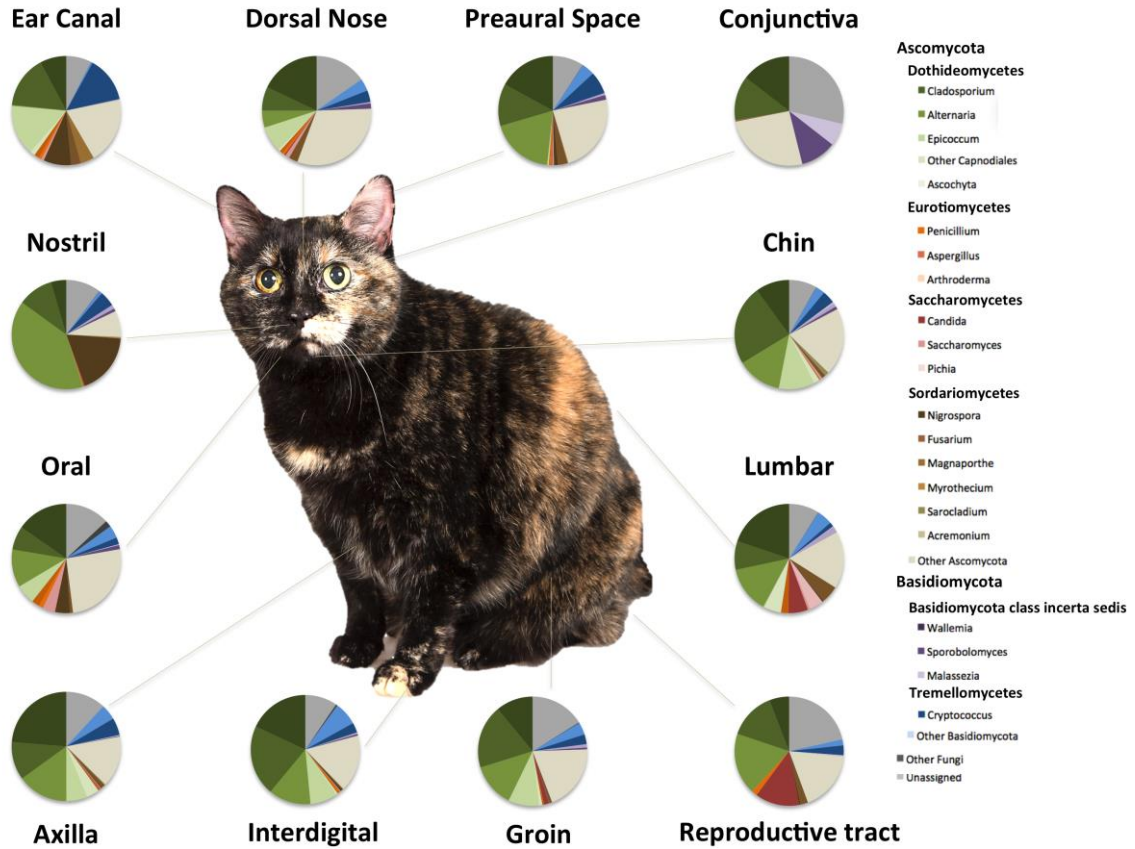 Ear Canal
Dorsal Nose
Preaural Space
Conjunctiva
Nostril
Chin
Oral
Lumbar
Axilla
Interdigital
Groin
Reproductive tract
Ascomycota
Dothideomycetes
Cladosporium
Alternaria
Epicoccum
Other Capnodiales
Ascochyta
Eurotiomycetes
Penicillium
Aspergillus
Arthroderma
Saccharomycetes
Candida
Saccharomyces
Pichia
Sordariomycetes
Nigrospora
Fusarium
Magnaporthe
Myrothecium
Sarocladium
Acremonium
Other Ascomycota
Basidiomycota
Basidiomycota class incerta sedis
Wallemia
Sporobolomyces
Malassezia
Tremellomycetes
Cryptococcus
Other Basidiomycota
Other Fungi
Unassigned